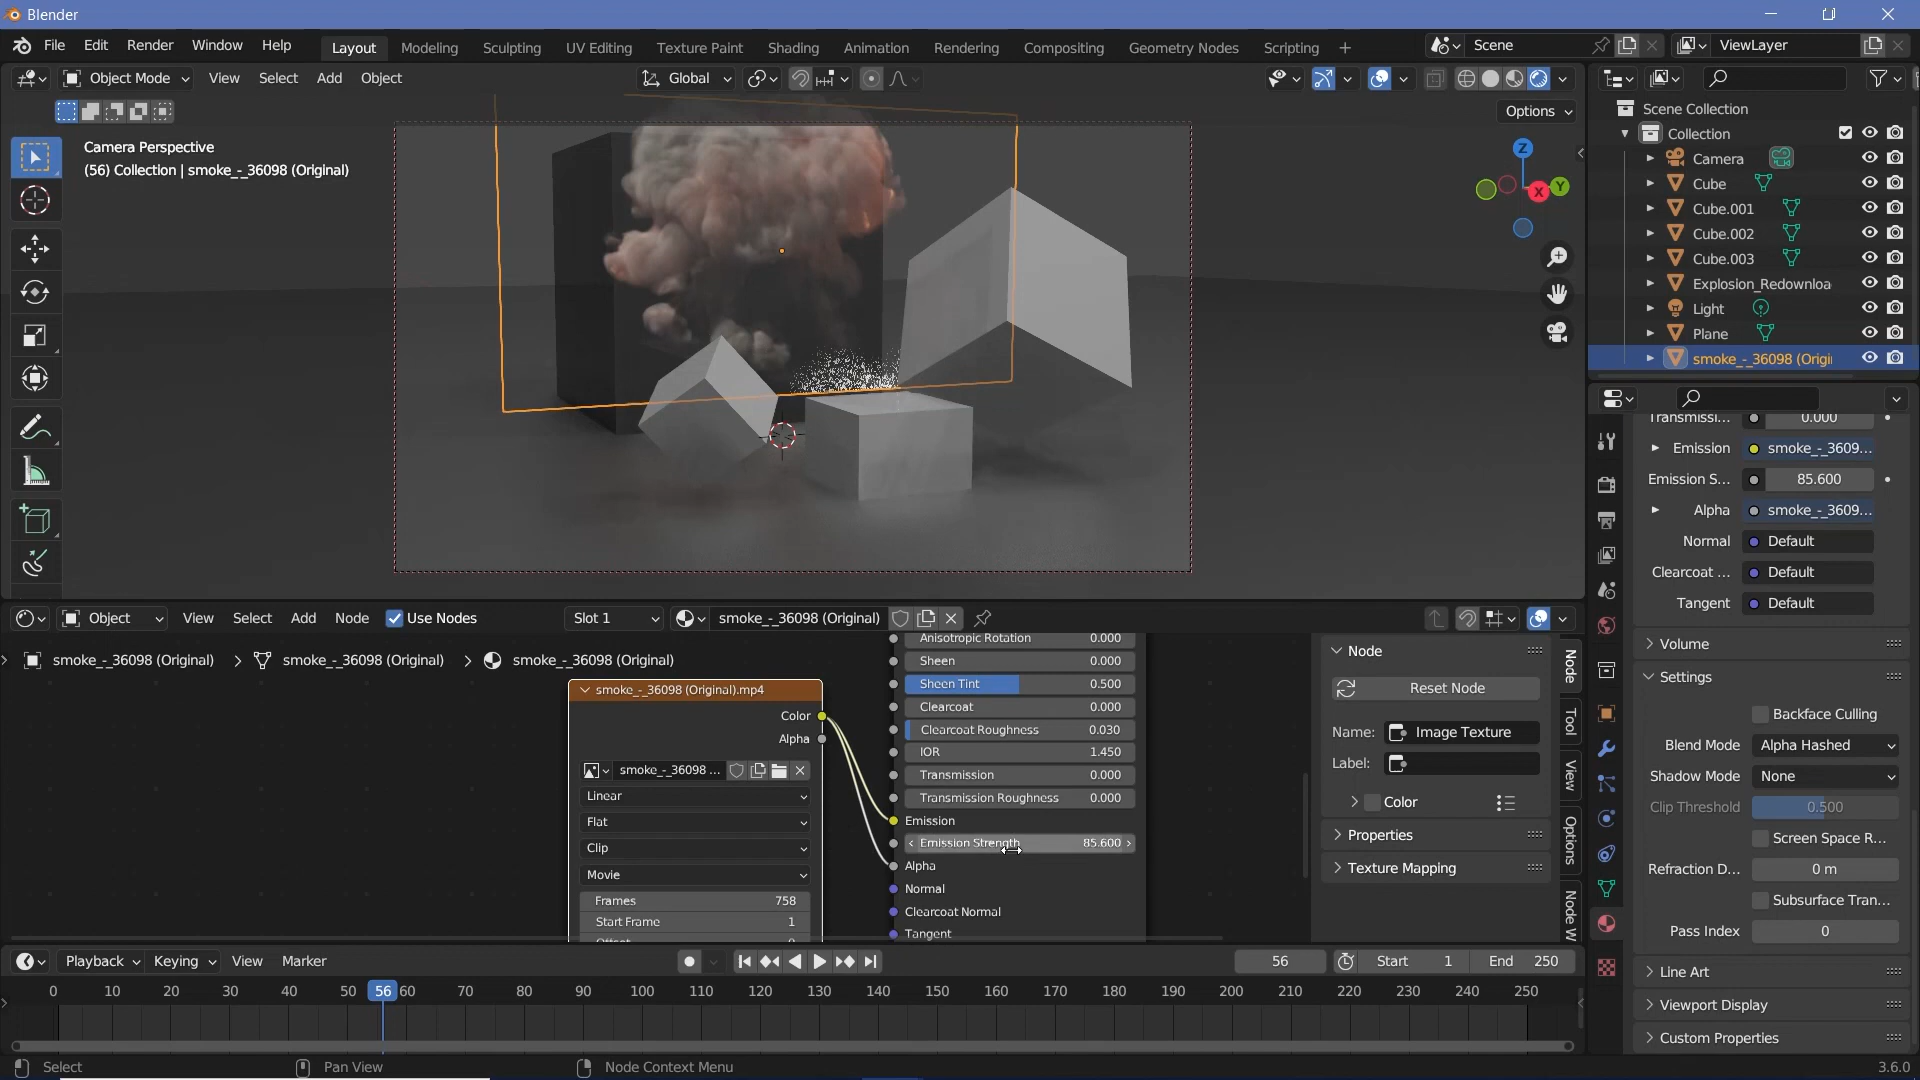 Blender
File Edit Render Window Help Layout Modeling Sculpting UV Editing Texture Paint Shading Animation Rendering Compositing Geometry Nodes Scripting + Scene ViewLayer
Object Mode View Select Add Object Global
Options
Camera Perspective
(56) Collection | smoke_-_36098 (Original)
Z
X
Y
Scene Collection
Collection
Camera
Cube
Cube.001
Cube.002
Cube.003
Explosion_Redownloa
Light
Plane
smoke_-_36098 (Origi
Transmissi... 0.000
Emission smoke_-_3609...
Emission S... 85.600
Alpha smoke_-_3609...
Normal Default
Clearcoat ... Default
Tangent Default
Volume
Settings
Backface Culling
Blend Mode Alpha Hashed
Shadow Mode None
Clip Threshold 0.500
Screen Space R...
Refraction D... 0 m
Subsurface Tran...
Pass Index 0
Line Art
Viewport Display
Custom Properties
Object View Select Add Node Use Nodes Slot 1 smoke_-_36098 (Original)
smoke_-_36098 (Original) > smoke_-_36098 (Original) > smoke_-_36098 (Original)
smoke_-_36098 (Original).mp4
Color
Alpha
smoke_-_36098 ...
Linear
Flat
Clip
Movie
Frames 758
Start Frame 1
Anisotropic Rotation 0.000
Sheen 0.000
Sheen Tint 0.500
Clearcoat 0.000
Clearcoat Roughness 0.030
IOR 1.450
Transmission 0.000
Transmission Roughness 0.000
Emission
Emission Strength 85.600
Alpha
Normal
Clearcoat Normal
Tangent
Node
Reset Node
Name: Image Texture
Label:
Color
Properties
Texture Mapping
Node
Tool
View
Options
Node W
Playback Keying View Marker 56 Start 1 End 250
0 10 20 30 40 50 56 60 70 80 90 100 110 120 130 140 150 160 170 180 190 200 210 220 230 240 250
Select Pan View Node Context Menu 3.6.0